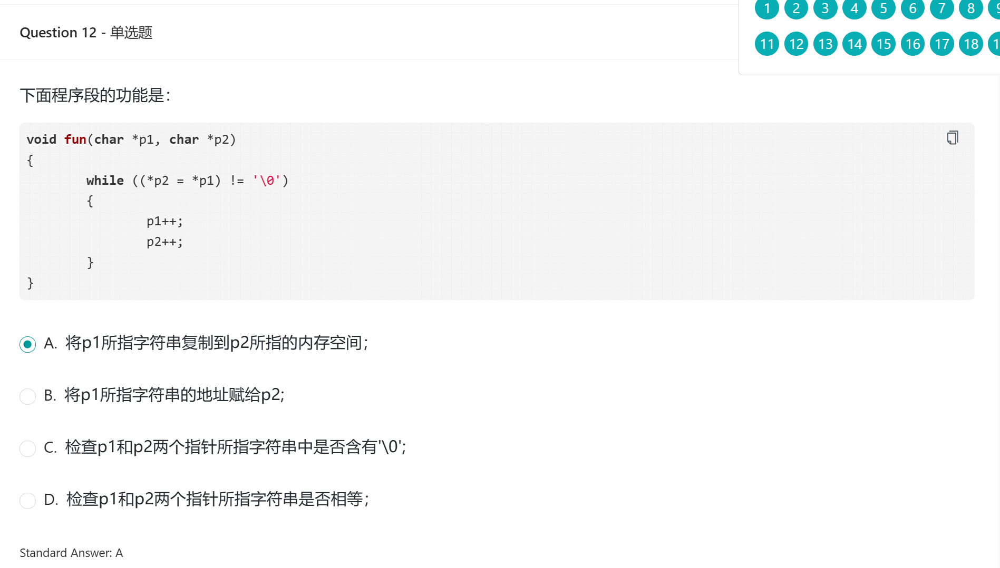 1 2 3 4 5 6 7 8
Question 12 - 单选题
11 12 13 14 15 16 17 18
下面程序段的功能是：
void fun(char *p1, char *p2)
{
        while ((*p2 = *p1) != '\0')
        {
                p1++;
                p2++;
        }
}
A. 将p1所指字符串复制到p2所指的内存空间；
B. 将p1所指字符串的地址赋给p2;
C. 检查p1和p2两个指针所指字符串中是否含有'\0';
D. 检查p1和p2两个指针所指字符串是否相等；
Standard Answer: A